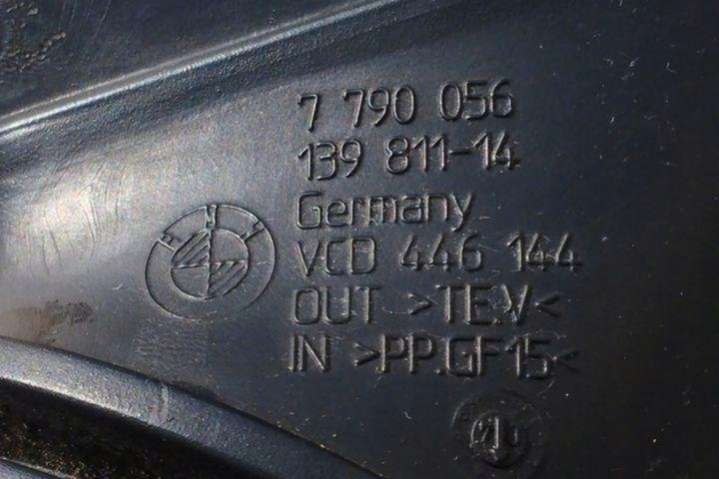 7 790 056
139 811-14
Germany
VCD 446 144
OUT >TE.V<
IN >PP.GF15<